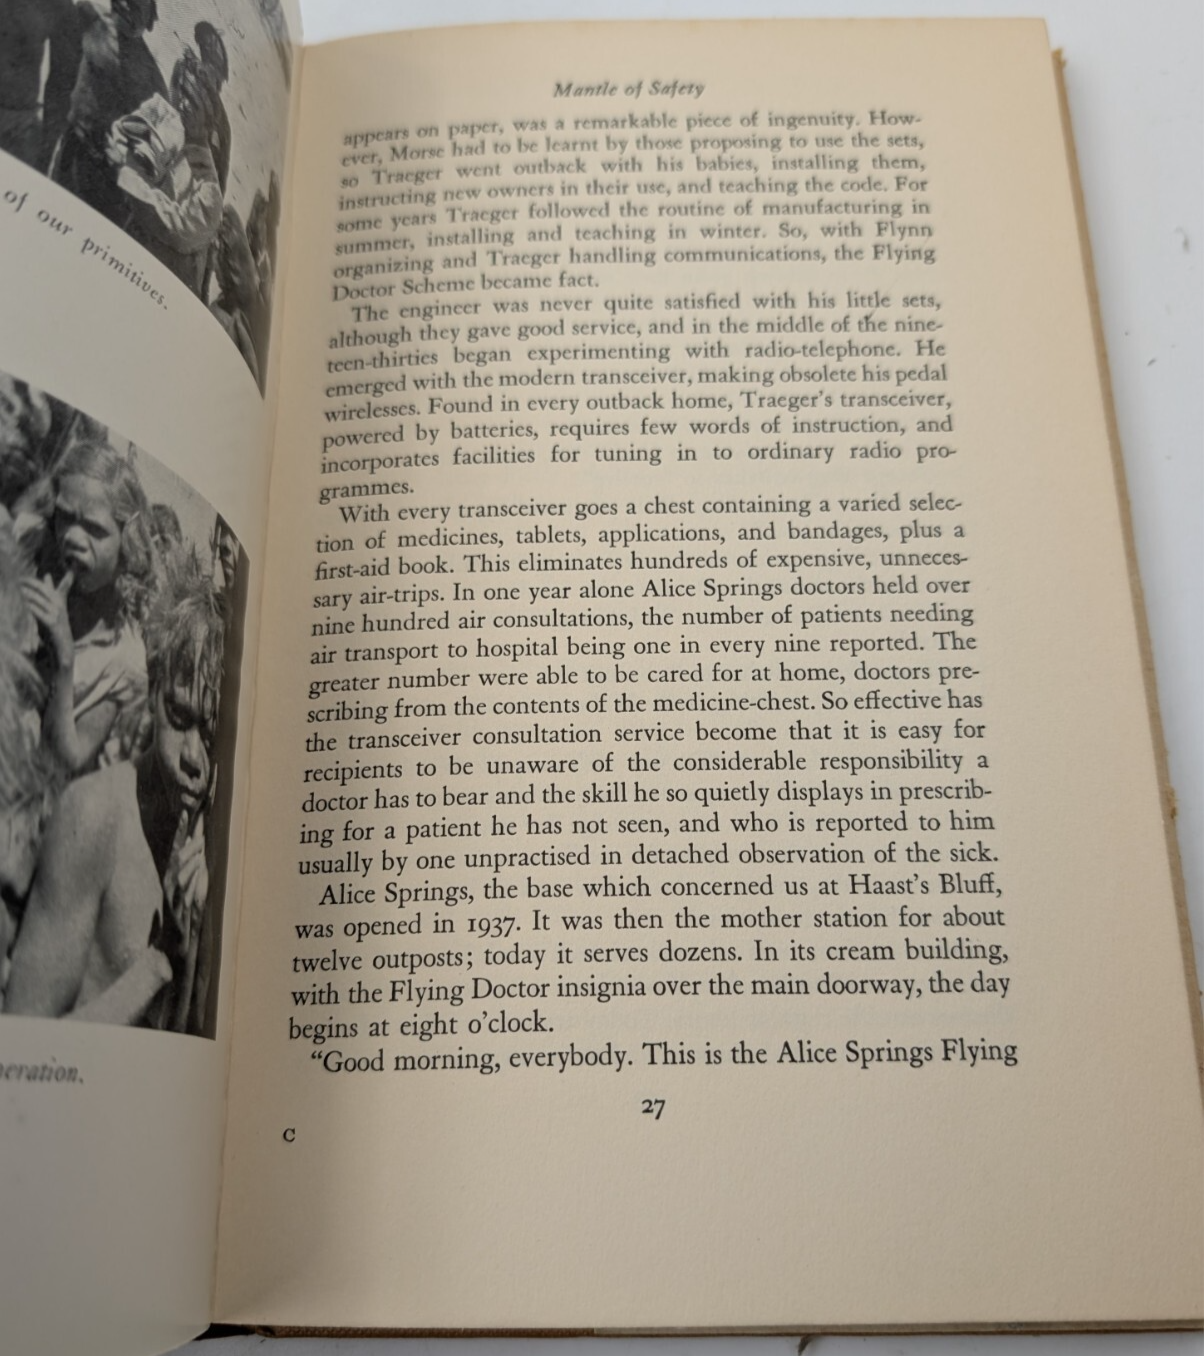 of our primitives.
neration.
Mantle of Safety
appears on paper, was a remarkable piece of ingenuity. How-
ever, Morse had to be learnt by those proposing to use the sets,
so Traeger went outback with his babies, installing them,
instructing new owners in their use, and teaching the code. For
some years Traeger followed the routine of manufacturing in
summer, installing and teaching in winter. So, with Flynn
organizing and Traeger handling communications, the Flying
Doctor Scheme became fact.
The engineer was never quite satisfied with his little sets,
although they gave good service, and in the middle of the nine-
teen-thirties began experimenting with radio-telephone. He
emerged with the modern transceiver, making obsolete his pedal
wirelesses. Found in every outback home, Traeger's transceiver,
powered by batteries, requires few words of instruction, and
incorporates facilities for tuning in to ordinary radio pro-
grammes.
With every transceiver goes a chest containing a varied selec-
tion of medicines, tablets, applications, and bandages, plus a
first-aid book. This eliminates hundreds of expensive, unneces-
sary air-trips. In one year alone Alice Springs doctors held over
nine hundred air consultations, the number of patients needing
air transport to hospital being one in every nine reported. The
greater number were able to be cared for at home, doctors pre-
scribing from the contents of the medicine-chest. So effective has
the transceiver consultation service become that it is easy for
recipients to be unaware of the considerable responsibility a
doctor has to bear and the skill he so quietly displays in prescrib-
ing for a patient he has not seen, and who is reported to him
usually by one unpractised in detached observation of the sick.
Alice Springs, the base which concerned us at Haast's Bluff,
was opened in 1937. It was then the mother station for about
twelve outposts; today it serves dozens. In its cream building,
with the Flying Doctor insignia over the main doorway, the day
begins at eight o'clock.
"Good morning, everybody. This is the Alice Springs Flying
27
C